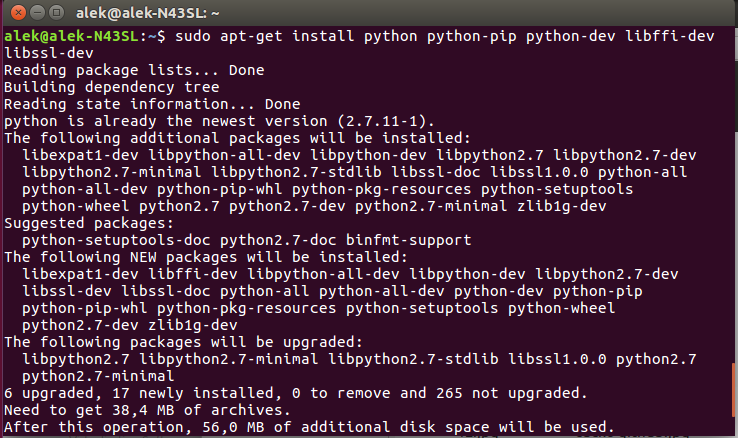 alek@alek-N43SL: ~
alek@alek-N43SL:~$ sudo apt-get install python python-pip python-dev libffi-dev
libssl-dev
Reading package lists... Done
Building dependency tree
Reading state information... Done
python is already the newest version (2.7.11-1).
The following additional packages will be installed:
  libexpat1-dev libpython-all-dev libpython-dev libpython2.7 libpython2.7-dev
  libpython2.7-minimal libpython2.7-stdlib libssl-doc libssl1.0.0 python-all
  python-all-dev python-pip-whl python-pkg-resources python-setuptools
  python-wheel python2.7 python2.7-dev python2.7-minimal zlib1g-dev
Suggested packages:
  python-setuptools-doc python2.7-doc binfmt-support
The following NEW packages will be installed:
  libexpat1-dev libffi-dev libpython-all-dev libpython-dev libpython2.7-dev
  libssl-dev libssl-doc python-all python-all-dev python-dev python-pip
  python-pip-whl python-pkg-resources python-setuptools python-wheel
  python2.7-dev zlib1g-dev
The following packages will be upgraded:
  libpython2.7 libpython2.7-minimal libpython2.7-stdlib libssl1.0.0 python2.7
  python2.7-minimal
6 upgraded, 17 newly installed, 0 to remove and 265 not upgraded.
Need to get 38,4 MB of archives.
After this operation, 56,0 MB of additional disk space will be used.